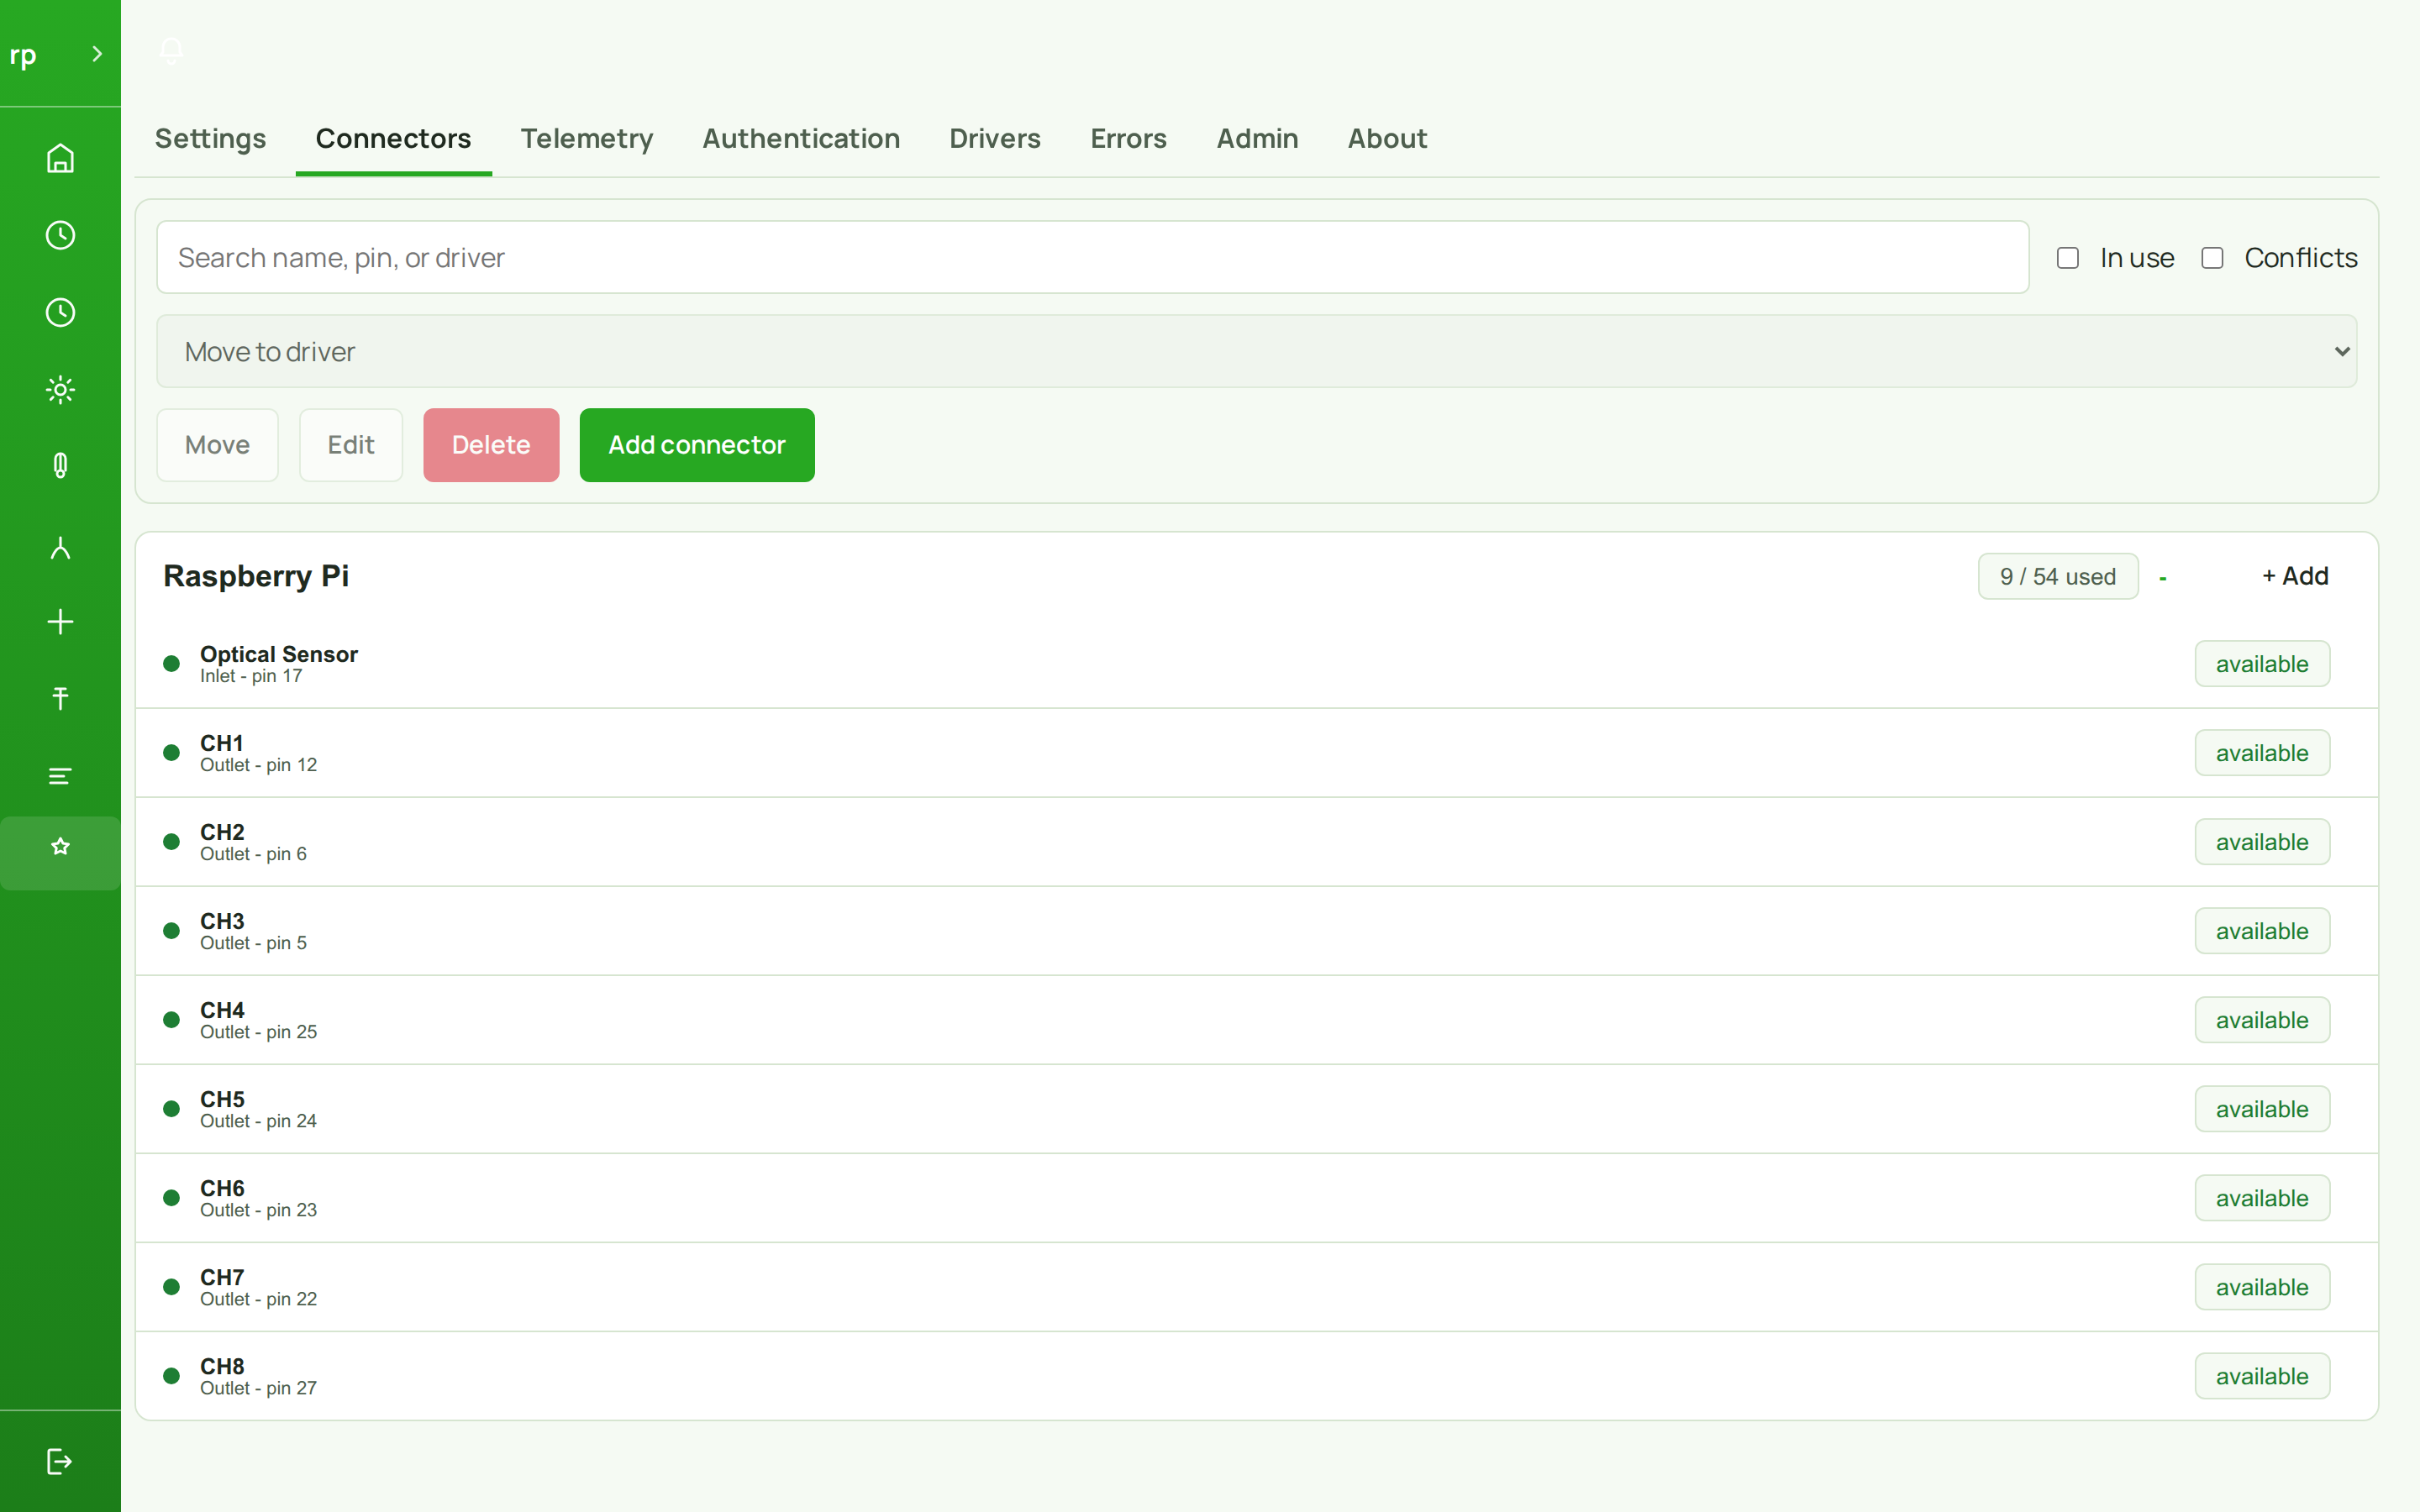 rp
Settings Connectors Telemetry Authentication Drivers Errors Admin About
Search name, pin, or driver In use Conflicts
Move to driver
Move Edit Delete Add connector
Raspberry Pi 9 / 54 used - + Add
Optical Sensor
Inlet - pin 17
available
CH1
Outlet - pin 12
available
CH2
Outlet - pin 6
available
CH3
Outlet - pin 5
available
CH4
Outlet - pin 25
available
CH5
Outlet - pin 24
available
CH6
Outlet - pin 23
available
CH7
Outlet - pin 22
available
CH8
Outlet - pin 27
available